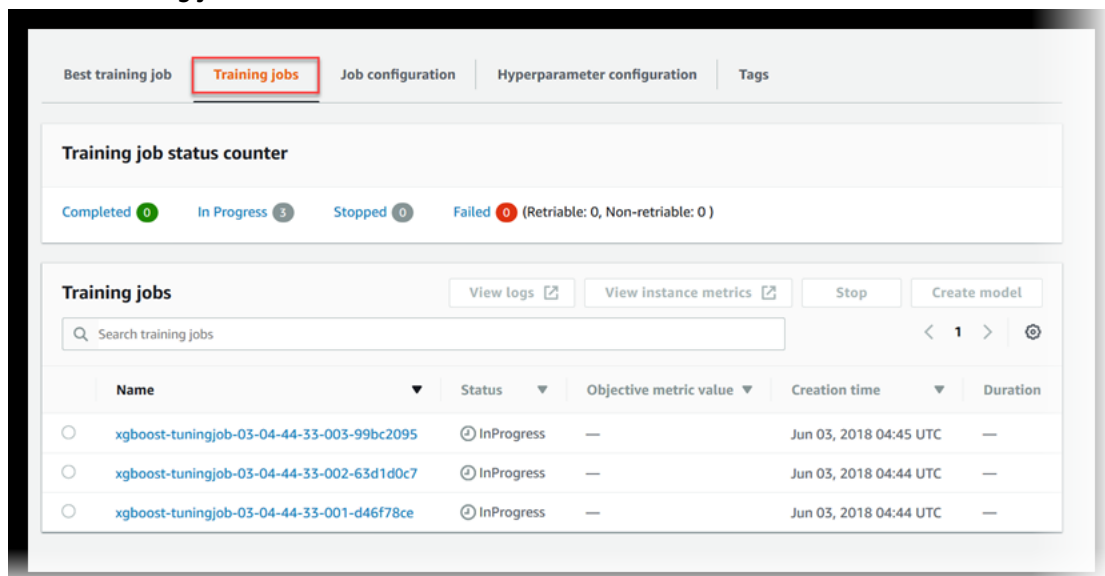 Best training job Training jobs Job configuration Hyperparameter configuration Tags
Training job status counter
Completed 0 In Progress 3 Stopped 0 Failed 0 (Retriable: 0, Non-retriable: 0 )
Training jobs View logs View instance metrics Stop Create model
Search training jobs < 1 >
Name Status Objective metric value Creation time Duration
xgboost-tuningjob-03-04-44-33-003-99bc2095 InProgress — Jun 03, 2018 04:45 UTC —
xgboost-tuningjob-03-04-44-33-002-63d1d0c7 InProgress — Jun 03, 2018 04:44 UTC —
xgboost-tuningjob-03-04-44-33-001-d46f78ce InProgress — Jun 03, 2018 04:44 UTC —